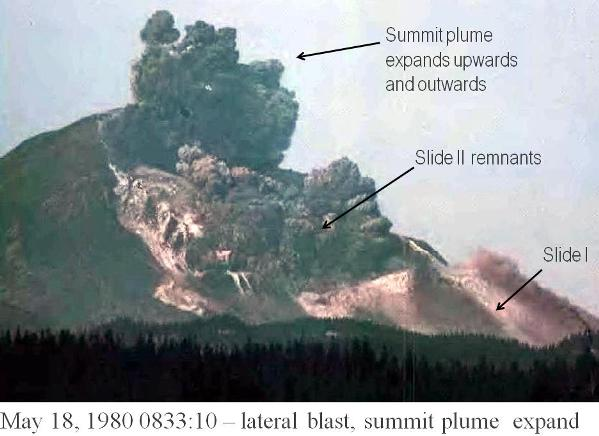 Summit plume
expands upwards
and outwards
Slide II remnants
Slide I
May 18, 1980 0833:10 – lateral blast, summit plume expand